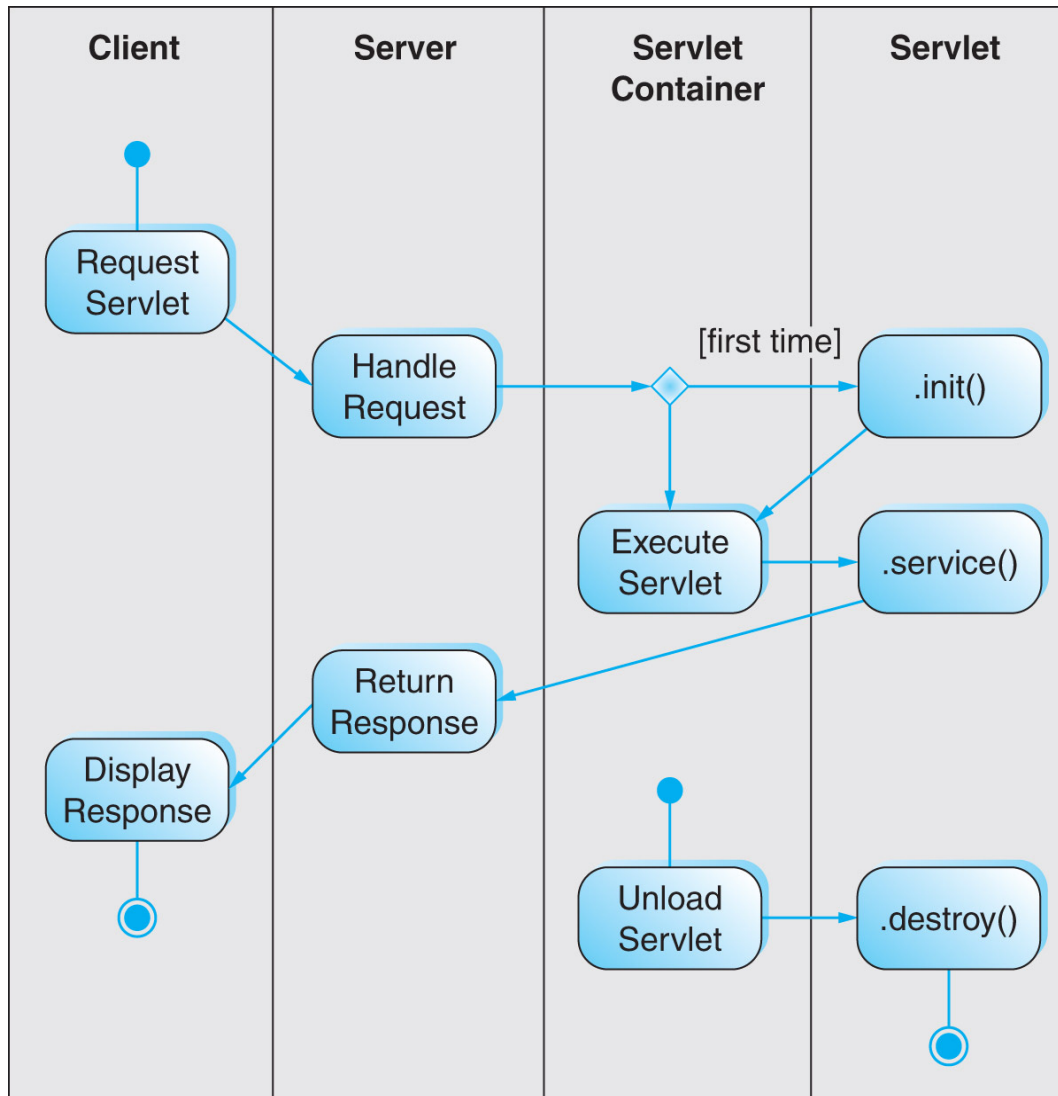 Client
Server
Servlet
Container
Servlet
Request
Servlet
Handle
Request
[first time]
.init()
Execute
Servlet
.service()
Return
Response
Display
Response
Unload
Servlet
.destroy()